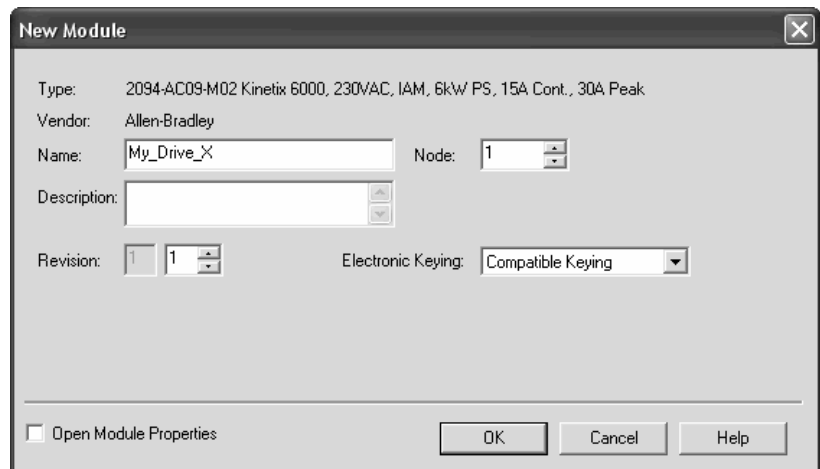 New Module
Type: 2094-AC09-M02 Kinetix 6000, 230VAC, IAM, 6kW PS, 15A Cont., 30A Peak
Vendor: Allen-Bradley
Name: My_Drive_X Node: 1
Description:
Revision: 1 1 Electronic Keying: Compatible Keying
Open Module Properties OK Cancel Help